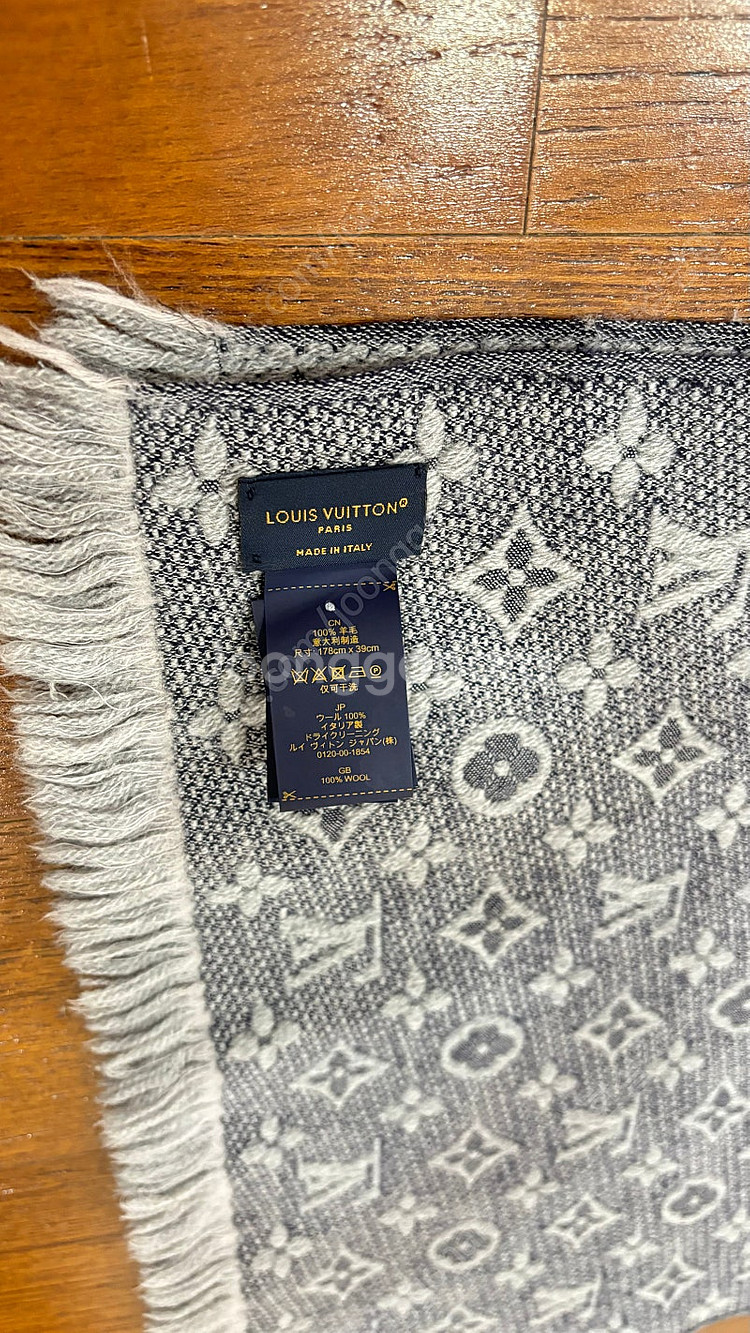 LOUIS VUITTON®
PARIS
MADE IN ITALY
CN
100% 羊毛
意大利制造
尺寸: 178cm x 39cm
仅可干洗
JP
ウール 100%
イタリア製
ドライクリーニング
ルイ ヴィトン ジャパン(株)
0120-00-1854
GB
100% WOOL